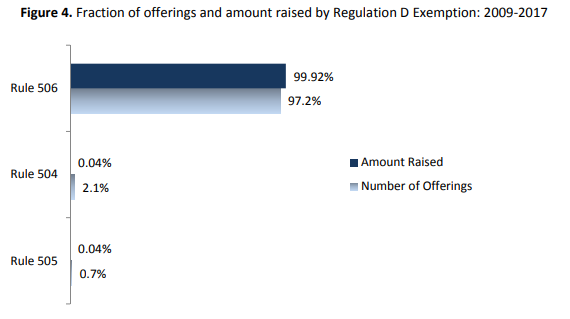 Figure 4. Fraction of offerings and amount raised by Regulation D Exemption: 2009-2017
Rule 506
99.92%
97.2%
Rule 504
0.04%
2.1%
Amount Raised
Number of Offerings
Rule 505
0.04%
0.7%